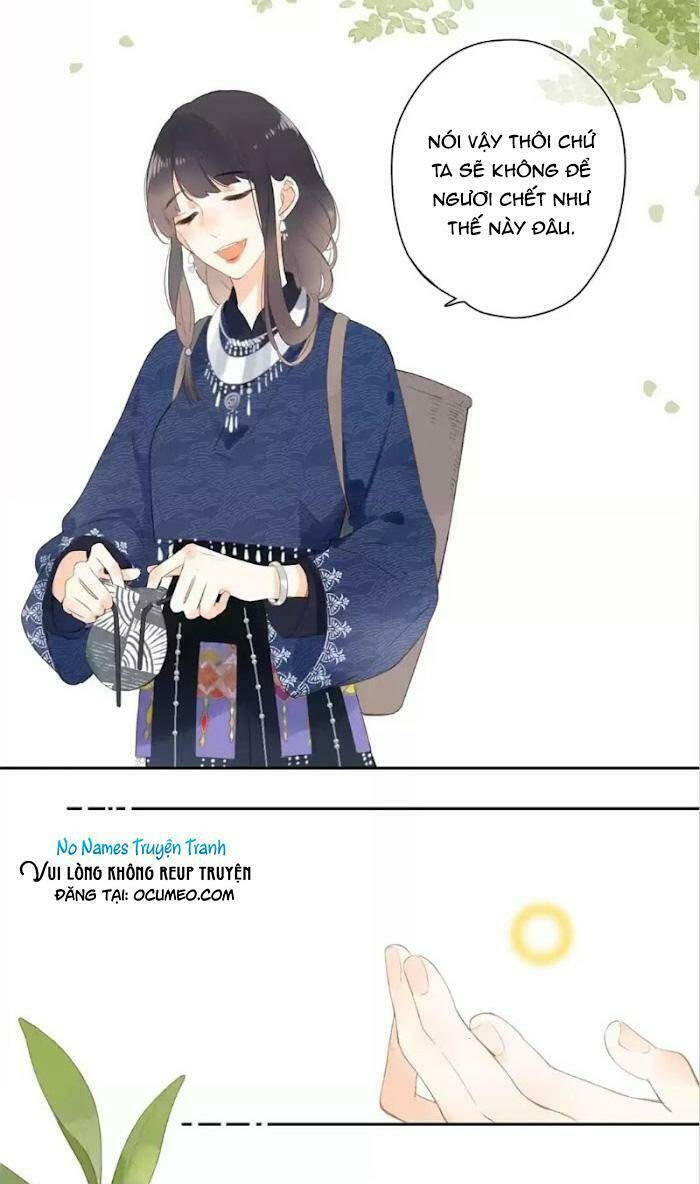 NÓI VẬY THÔI CHỨ
TA SẼ KHÔNG ĐỂ
NGƯƠI CHẾT NHƯ
THẾ NÀY ĐÂU.
No Names Truyện Tranh
VUI LÒNG KHÔNG REUP TRUYỆN
ĐĂNG TẠI: OCUMEO.COM